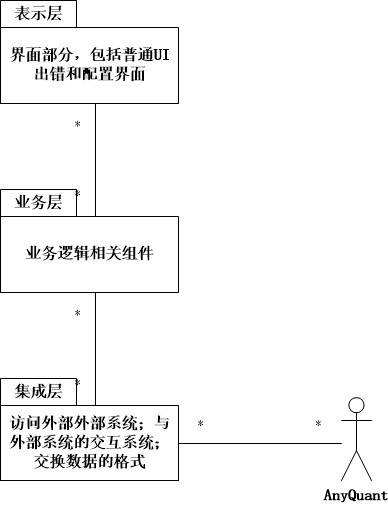 表示层
界面部分，包括普通UI
出错和配置界面
*
*
业务层
业务逻辑相关组件
*
*
集成层
访问外部外部系统；与
外部系统的交互系统；
交换数据的格式
* *
AnyQuant